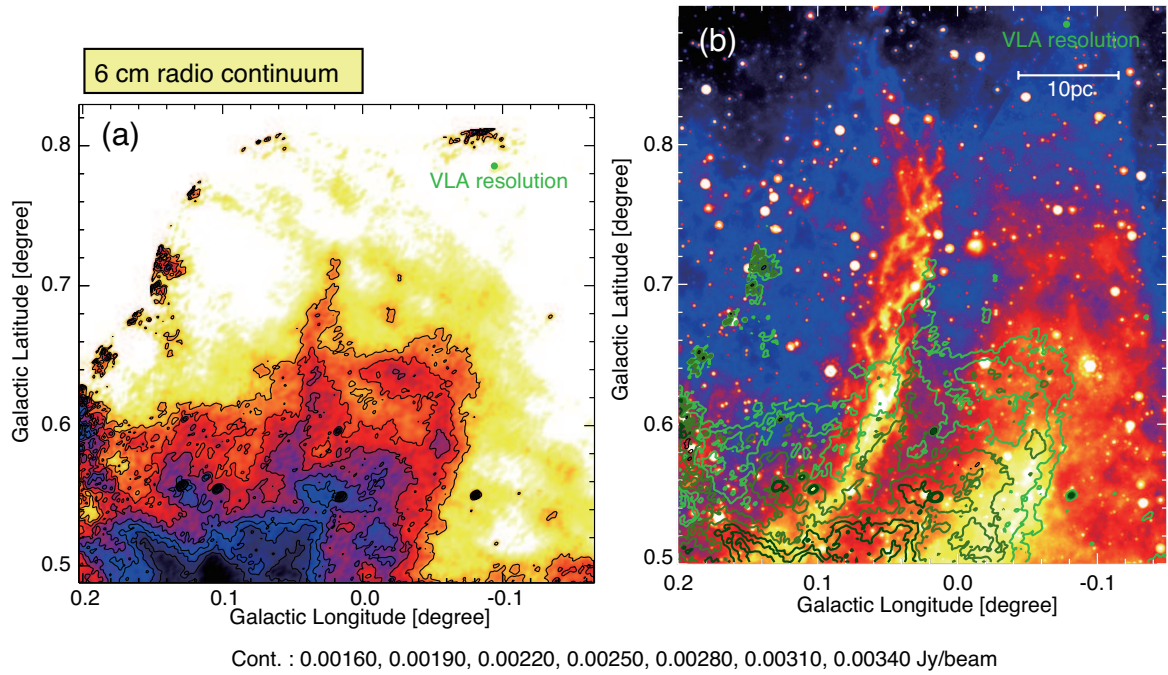 6 cm radio continuum
(a)
VLA resolution
0.8
0.7
0.6
0.5
Galactic Latitude [degree]
0.2
0.1
0.0
-0.1
Galactic Longitude [degree]
(b)
VLA resolution
10pc
0.8
0.7
0.6
0.5
Galactic Latitude [degree]
0.2
0.1
0.0
-0.1
Galactic Longitude [degree]
Cont. : 0.00160, 0.00190, 0.00220, 0.00250, 0.00280, 0.00310, 0.00340 Jy/beam